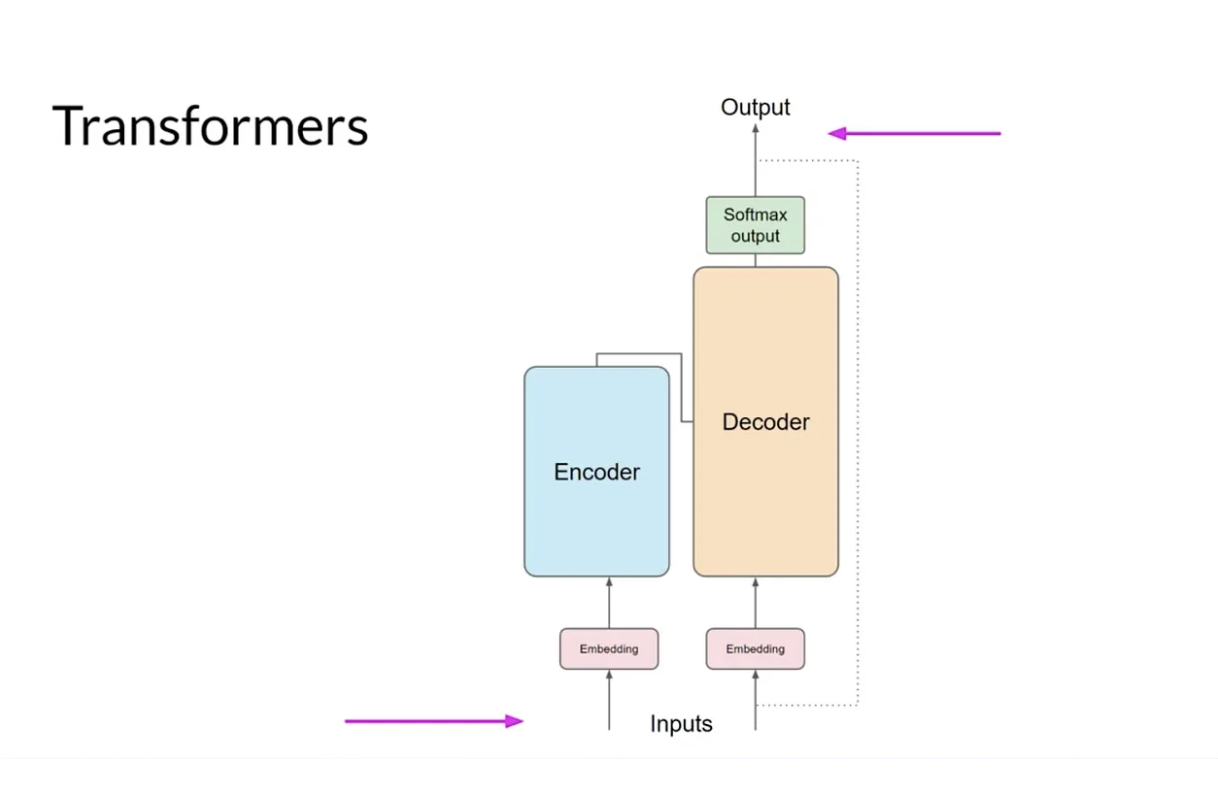 Transformers
Output
Softmax
output
Encoder
Decoder
Embedding
Embedding
Inputs